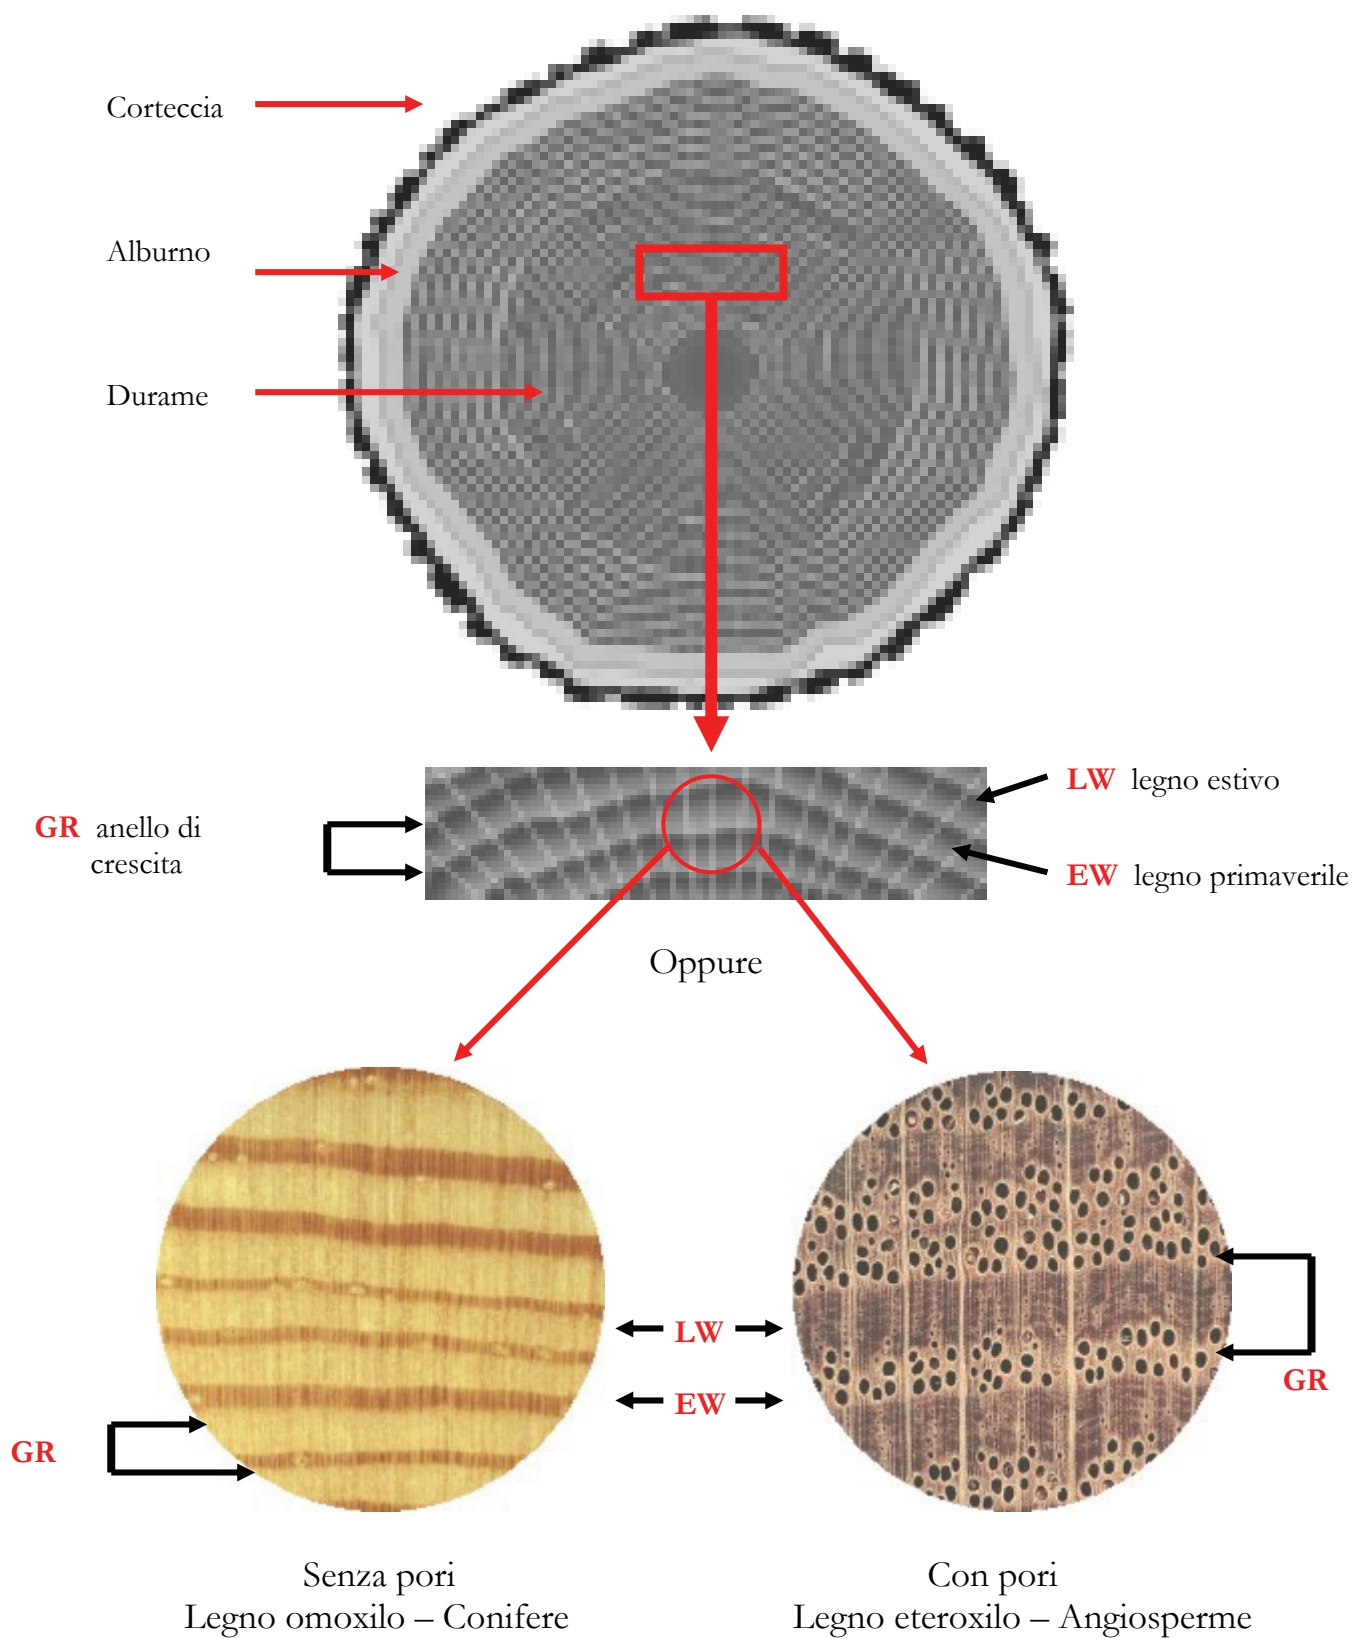 Corteccia
Alburno
Durame
LW legno estivo
GR anello di
crescita
EW legno primaverile
Oppure
LW
EW
GR
GR
Senza pori
Legno omoxilo – Conifere
Con pori
Legno eteroxilo – Angiosperme